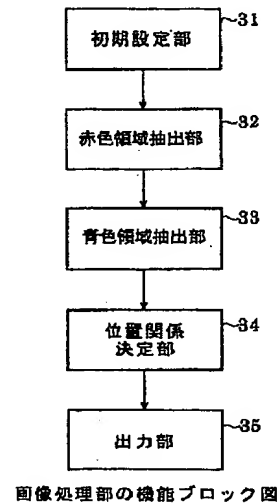 初期設定部
31
赤色領域抽出部
32
青色領域抽出部
33
位置関係
決定部
34
出力部
35
画像処理部の機能ブロック図